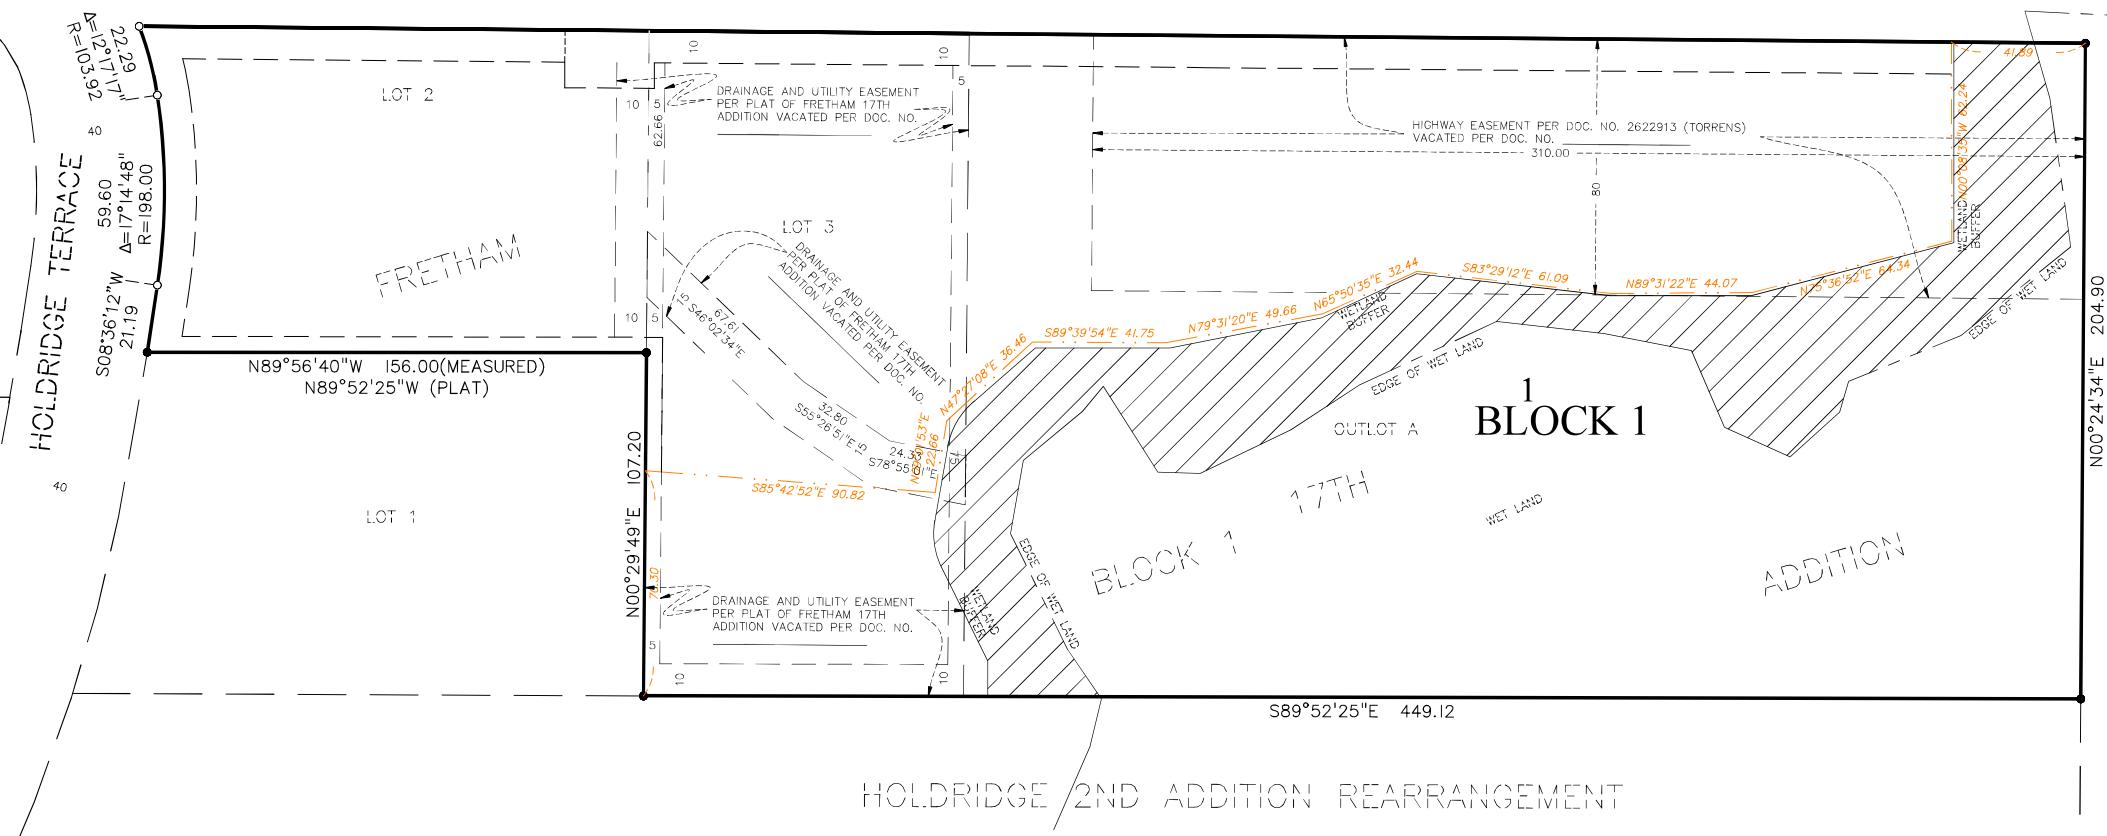 22.29
Δ=12°17'17"
R=103.92
40
59.60
Δ=17°14'48"
R=198.00
HOLDRIDGE TERRACE
S08°36'12"W
21.19
40
LOT 2
FRETHAM
N89°56'40"W 156.00(MEASURED)
N89°52'25"W (PLAT)
LOT 1
10
10
10
5
62.66
5
DRAINAGE AND UTILITY EASEMENT
PER PLAT OF FRETHAM 17TH
ADDITION VACATED PER DOC. NO.
LOT 3
DRAINAGE AND UTILITY EASEMENT
PER PLAT OF FRETHAM 17TH
ADDITION VACATED PER DOC. NO.
10
5
15
67.61
S46°02'34"E
32.80
S55°26'51"E
15
24.33
S78°55'01"E
15
22.66
N47°27'08"E 36.46
S89°39'54"E 41.75
N79°31'20"E 49.66
N65°50'35"E 32.44
S83°29'12"E 61.09
N89°31'22"E 44.07
N75°36'52"E 64.34
N00°08'35"W 62.24
41.89
HIGHWAY EASEMENT PER DOC. NO. 2622913 (TORRENS)
VACATED PER DOC. NO.
310.00
80
WETLAND
BUFFER
WETLAND
BUFFER
EDGE OF WET LAND
EDGE OF WET LAND
N00°24'34"E 204.90
1
BLOCK 1
OUTLOT A
S85°42'52"E 90.82
N00°29'49"E 107.20
70.30
DRAINAGE AND UTILITY EASEMENT
PER PLAT OF FRETHAM 17TH
ADDITION VACATED PER DOC. NO.
5
10
10
WETLAND
BUFFER
EDGE OF WET LAND
BLOCK 1
17TH
WET LAND
ADDITION
S89°52'25"E 449.12
HOLDRIDGE 2ND ADDITION REARRANGEMENT